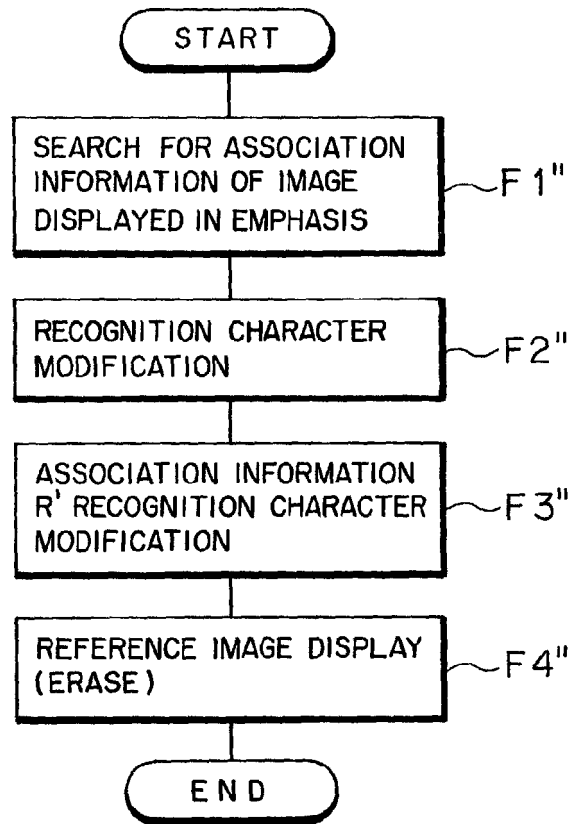 START
SEARCH FOR ASSOCIATION
INFORMATION OF IMAGE
DISPLAYED IN EMPHASIS
F1"
RECOGNITION CHARACTER
MODIFICATION
F2"
ASSOCIATION INFORMATION
R' RECOGNITION CHARACTER
MODIFICATION
F3"
REFERENCE IMAGE DISPLAY
(ERASE)
F4"
END